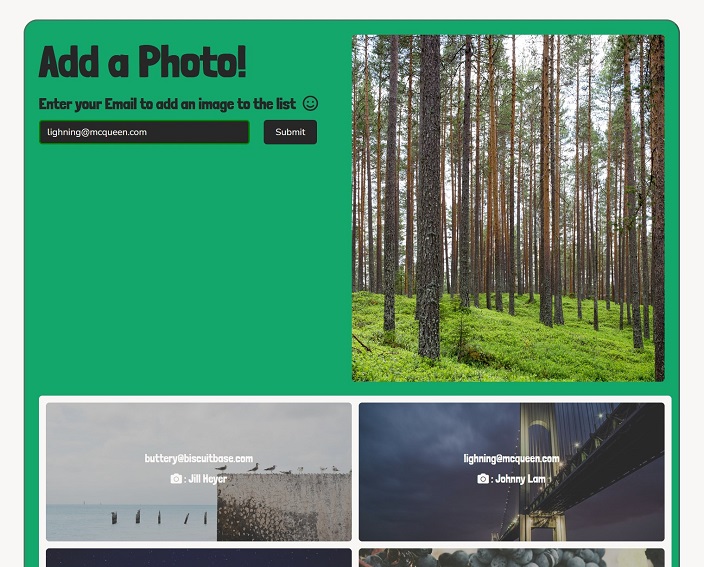 Add a Photo!
Enter your Email to add an image to the list
lighning@mcqueen.com
Submit
buttery@biscuitbase.com
: Jill Heyer
lighning@mcqueen.com
: Johnny Lam